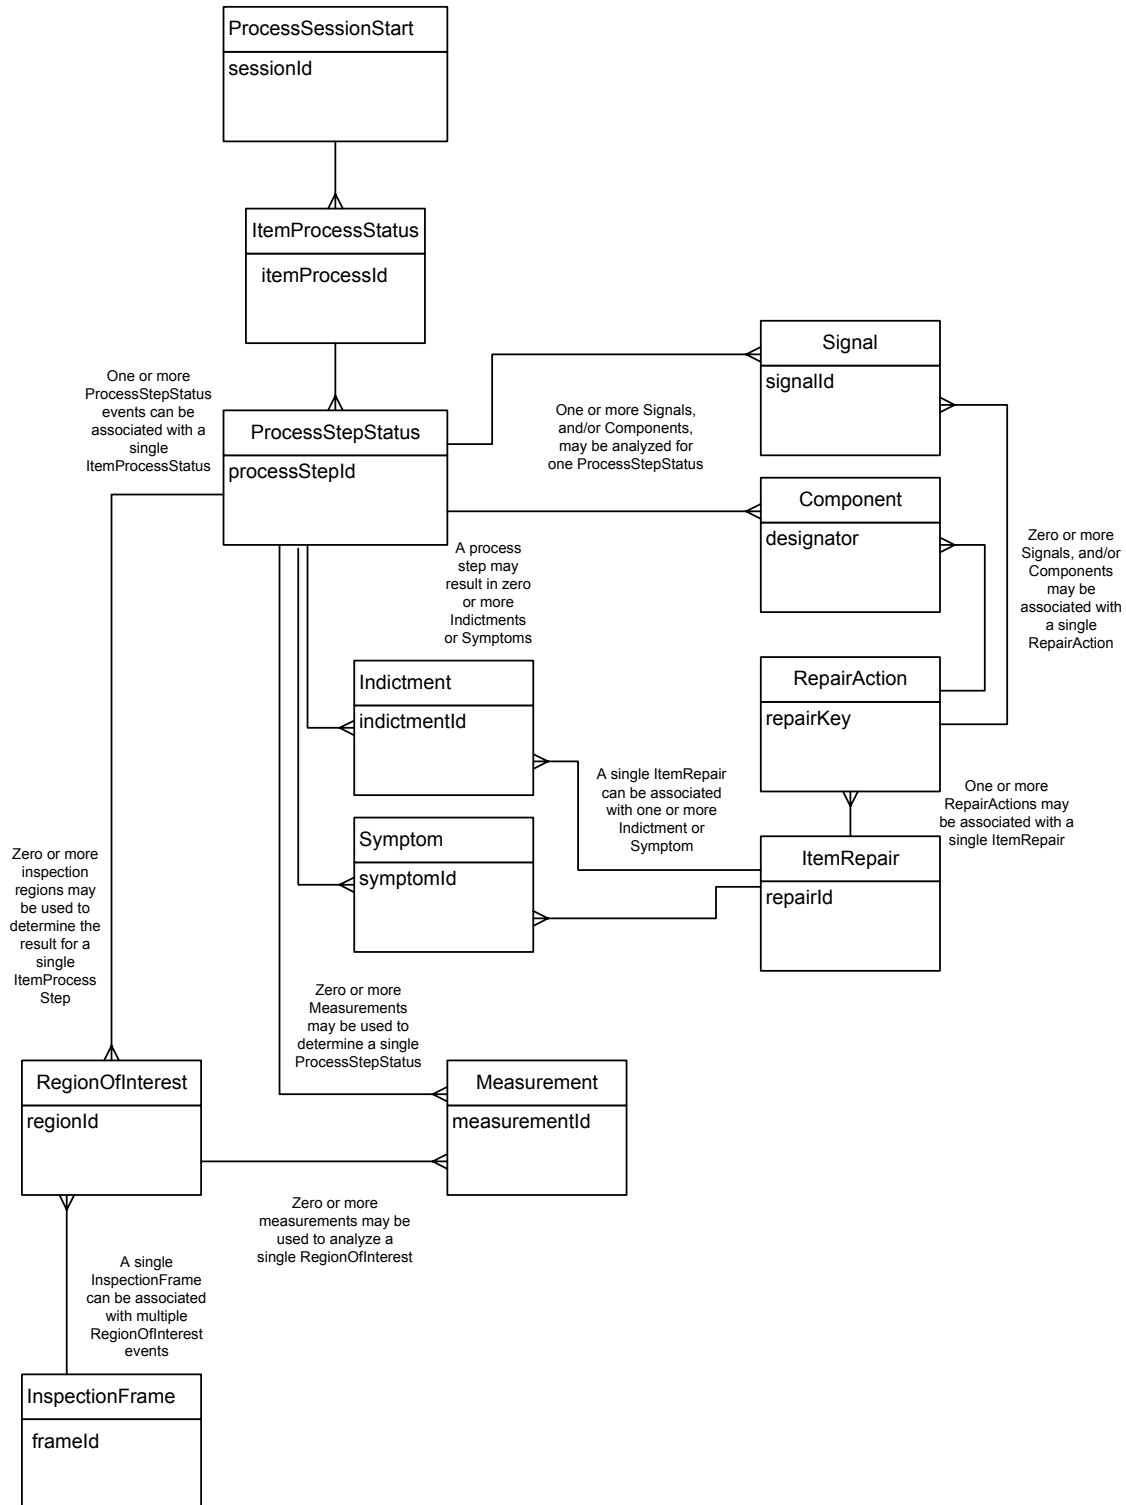 ProcessSessionStart
sessionId
ItemProcessStatus
itemProcessId
One or more
ProcessStepStatus
events can be
associated with a
single
ItemProcessStatus
ProcessStepStatus
processStepId
One or more Signals,
and/or Components,
may be analyzed for
one ProcessStepStatus
Signal
signalId
Component
designator
Zero or more
Signals, and/or
Components
may be
associated with
a single
RepairAction
A process
step may
result in zero
or more
Indictments
or Symptoms
Indictment
indictmentId
RepairAction
repairKey
A single ItemRepair
can be associated
with one or more
Indictment or
Symptom
One or more
RepairActions may
be associated with a
single ItemRepair
Symptom
symptomId
ItemRepair
repairId
Zero or more
inspection
regions may
be used to
determine the
result for a
single
ItemProcess
Step
Zero or more
Measurements
may be used to
determine a single
ProcessStepStatus
RegionOfInterest
regionId
Measurement
measurementId
Zero or more
measurements may be
used to analyze a
single RegionOfInterest
A single
InspectionFrame
can be associated
with multiple
RegionOfInterest
events
InspectionFrame
frameId